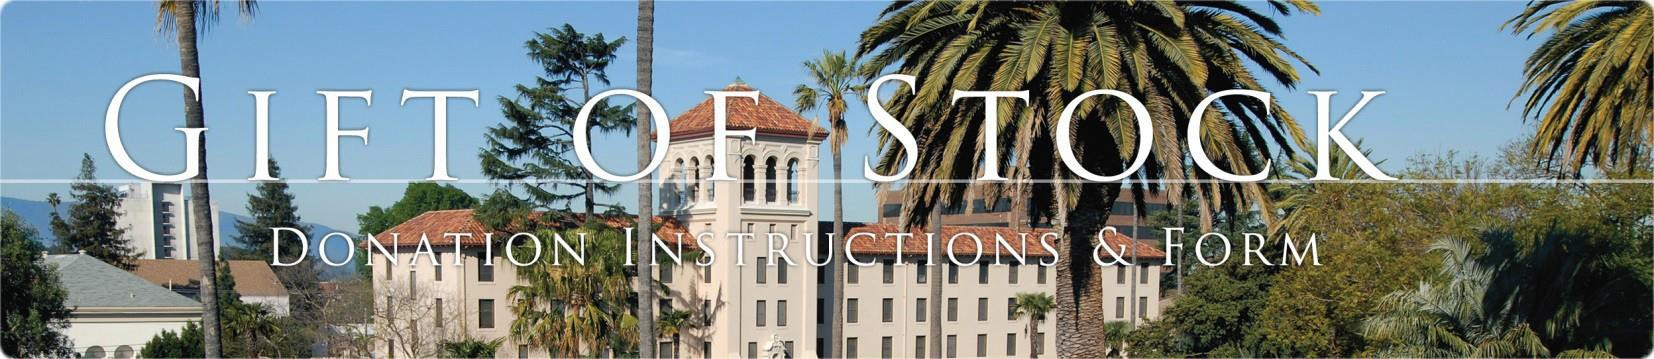 Gift of Stock
Donation Instructions & Form